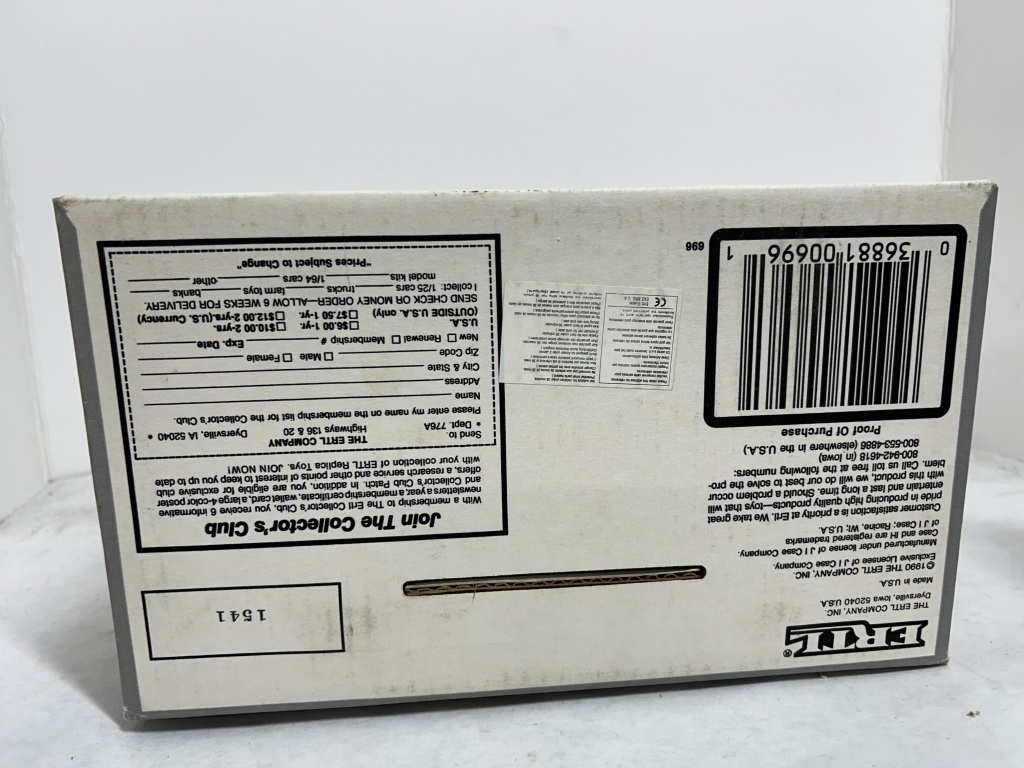 ERTL®
THE ERTL COMPANY, INC.
Dyersville, Iowa 52040 U.S.A.
Made in U.S.A.
©1990 THE ERTL COMPANY, INC.
Exclusive Licensee of J I Case Company.
Manufactured under license of J I Case Company.
Case and IH are registered trademarks
of J I Case; Racine, WI; U.S.A.
Customer satisfaction is a priority at Ertl. We take great
pride in producing high quality products—toys that will
entertain and last a long time. Should a problem occur
with this product, we will do our best to solve the pro-
blem. Call us toll free at the following numbers:
800-942-4618 (in Iowa)
800-553-4886 (elsewhere in the U.S.A.)
Proof Of Purchase
0 36881 00696 1
696
1541
Join The Collector's Club
With a membership to The Ertl Collector's Club, you receive 6 informative
newsletters a year, a membership certificate, wallet card, a large 4-color poster
and Collector's Club Patch. In addition, you are eligible for exclusive club
offers, a research service and other points of interest to keep you up to date
with your collection of ERTL Replica Toys. JOIN NOW!
Send to THE ERTL COMPANY
* Dept. 776A Highways 136 & 20 Dyersville, IA 52040 *
Please enter my name on the membership list for the Collector's Club.
Name
Address
City & State
Zip Code Male Female
New Renewal Membership # Exp. Date
U.S.A. $6.00 1-yr. $10.00 2-yrs.
(OUTSIDE U.S.A. only) $7.50 1-yr. $12.00 2-yrs. (U.S. Currency)
SEND CHECK OR MONEY ORDER—ALLOW 6 WEEKS FOR DELIVERY.
I collect: 1/25 cars trucks farm toys banks
model kits 1/64 cars other
"Prices Subject to Change"